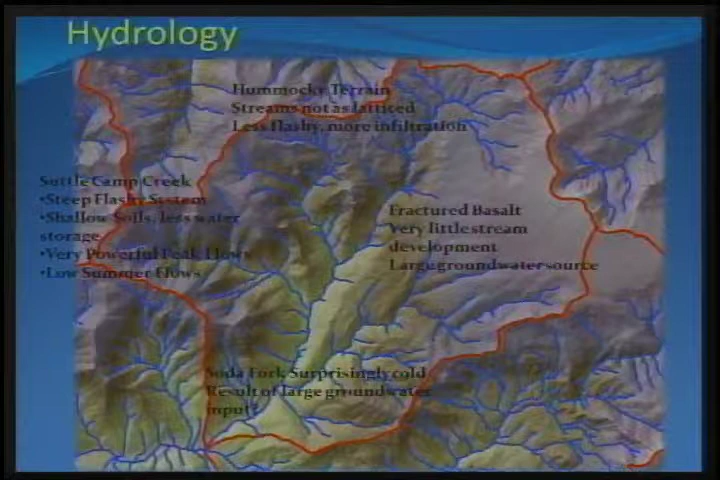 Hydrology
Hummocky Terrain
Streams not as latticed
Less flashy, more infiltration
Suttle Camp Creek
•Steep Flashy System
•Shallow Soils, less water
storage
•Very Powerful Peak Flows
•Low Summer Flows
Fractured Basalt
Very little stream
development
Large groundwater source
Soda Fork Surprisingly cold
Result of large groundwater
input?